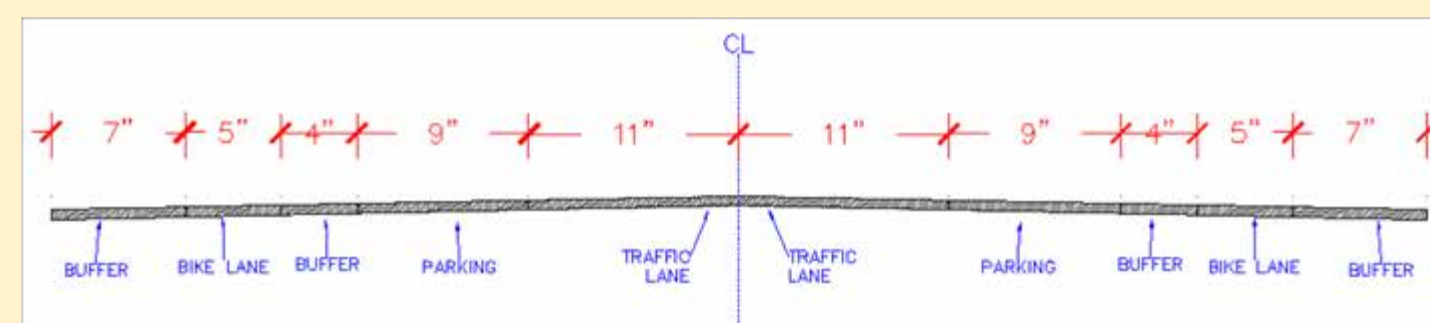 CL
7" 5" 4" 9" 11" 11" 9" 4" 5" 7"
BUFFER BIKE LANE BUFFER PARKING TRAFFIC LANE TRAFFIC LANE PARKING BUFFER BIKE LANE BUFFER